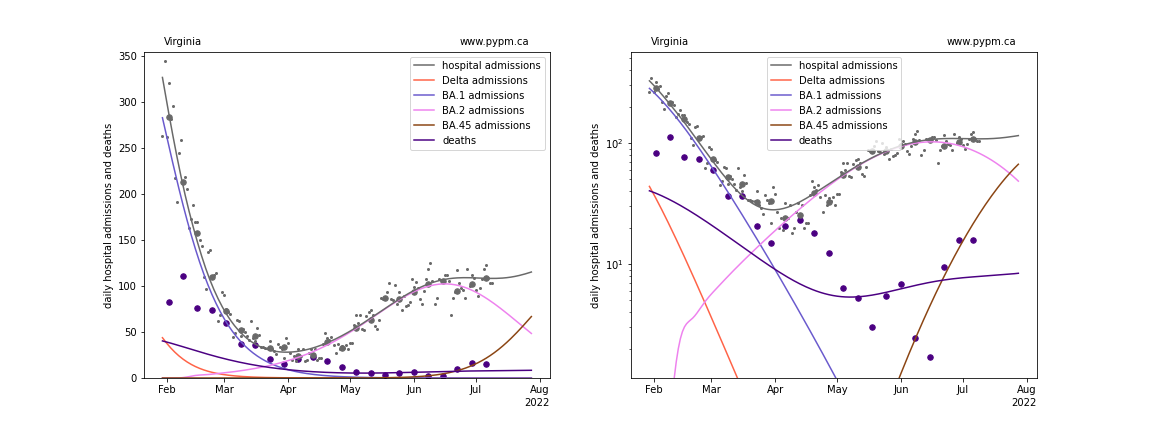 Virginia www.pypm.ca
350
300
250
200
150
100
50
0
daily hospital admissions and deaths
hospital admissions
Delta admissions
BA.1 admissions
BA.2 admissions
BA.45 admissions
deaths
Feb Mar Apr May Jun Jul Aug
2022
Virginia www.pypm.ca
10²
10¹
daily hospital admissions and deaths
hospital admissions
Delta admissions
BA.1 admissions
BA.2 admissions
BA.45 admissions
deaths
Feb Mar Apr May Jun Jul Aug
2022